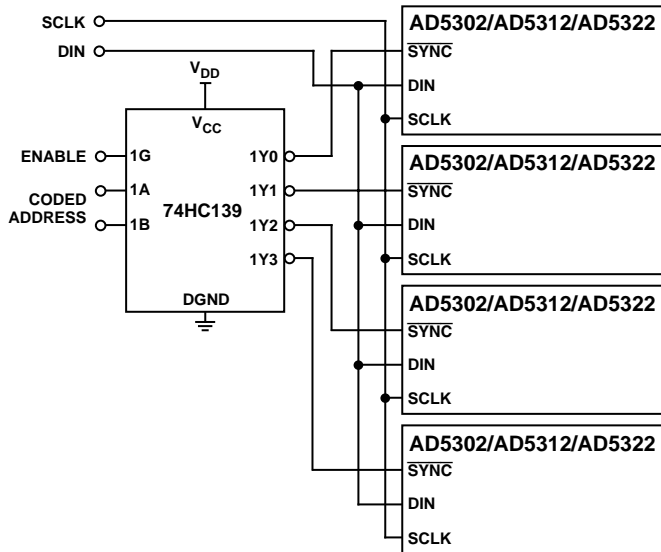 SCLK
DIN
VDD
VCC
ENABLE
CODED
ADDRESS
1G
1A
1B
74HC139
1Y0
1Y1
1Y2
1Y3
DGND
AD5302/AD5312/AD5322
SYNC
DIN
SCLK
AD5302/AD5312/AD5322
SYNC
DIN
SCLK
AD5302/AD5312/AD5322
SYNC
DIN
SCLK
AD5302/AD5312/AD5322
SYNC
DIN
SCLK